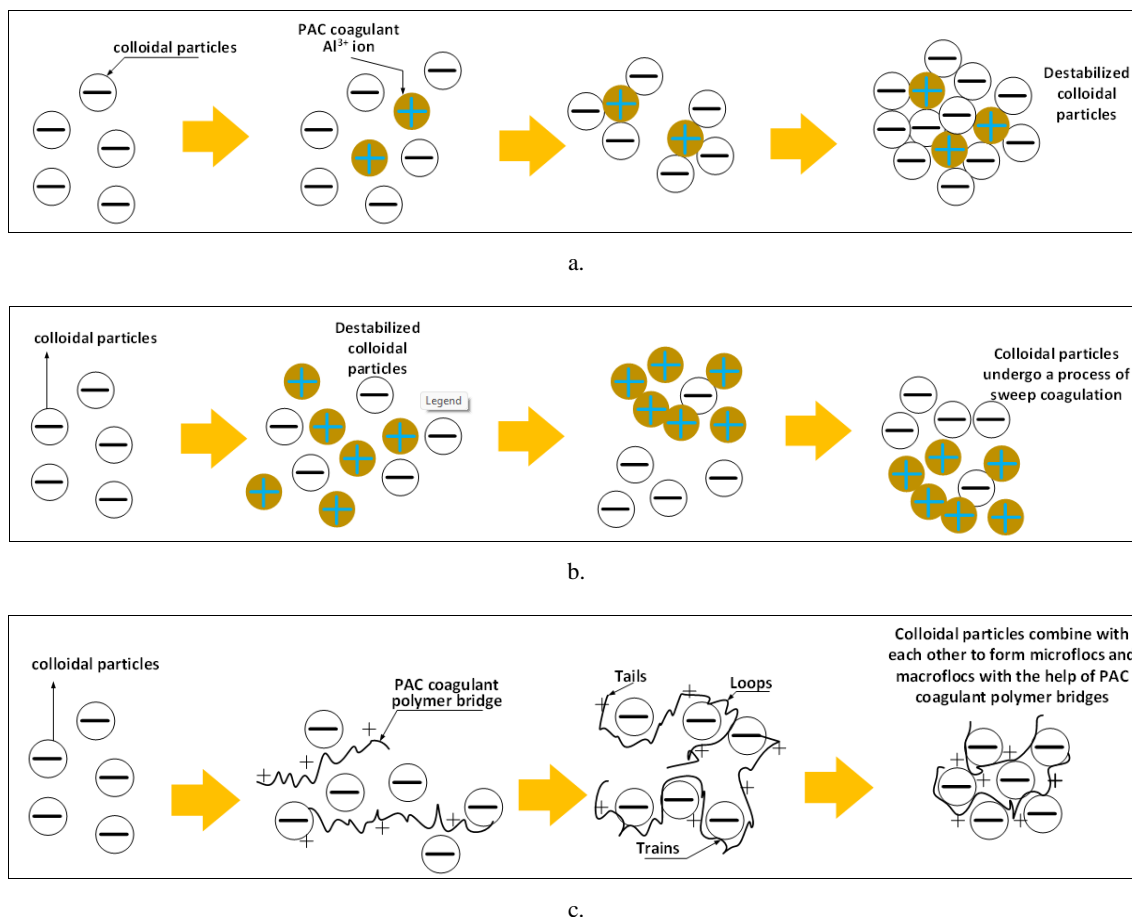 colloidal particles
PAC coagulant
Al³⁺ ion
Destabilized
colloidal
particles
a.
colloidal particles
Destabilized
colloidal
particles
Legend
Colloidal particles
undergo a process of
sweep coagulation
b.
colloidal particles
PAC coagulant
polymer bridge
Tails
Loops
Trains
Colloidal particles combine with
each other to form microflocs and
macroflocs with the help of PAC
coagulant polymer bridges
c.